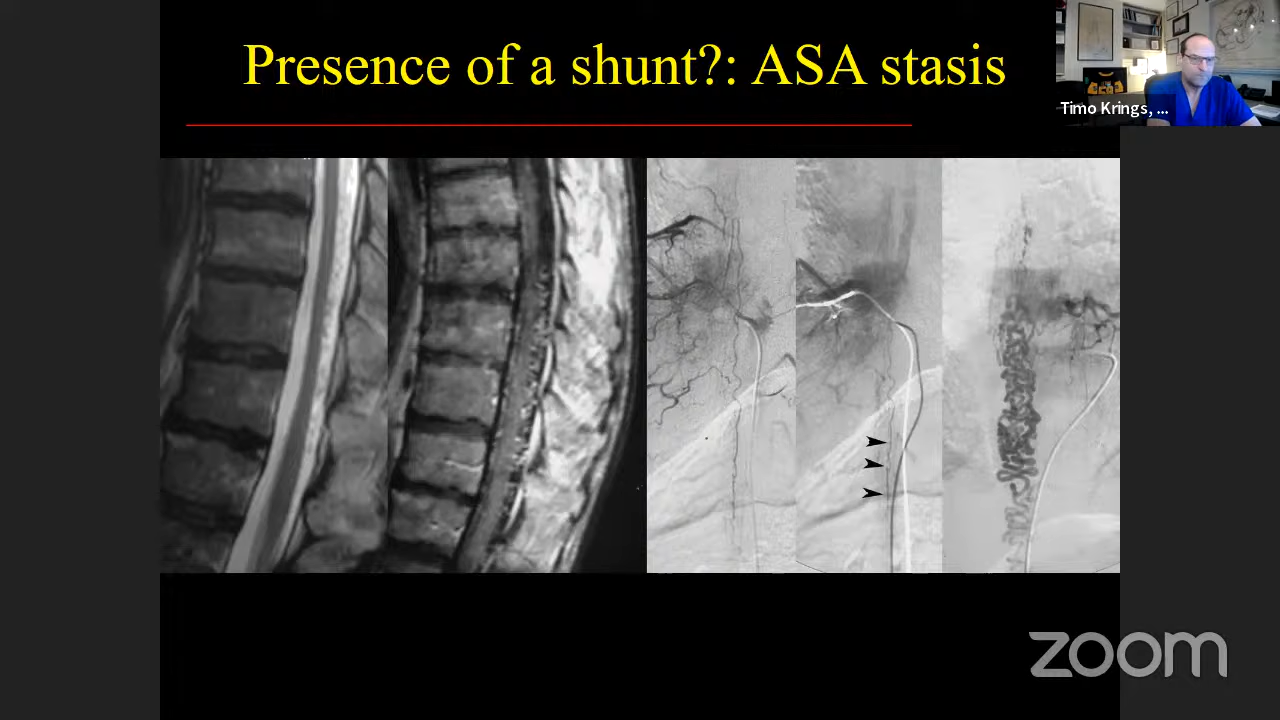 Presence of a shunt?: ASA stasis
Timo Krings, ...
zoom